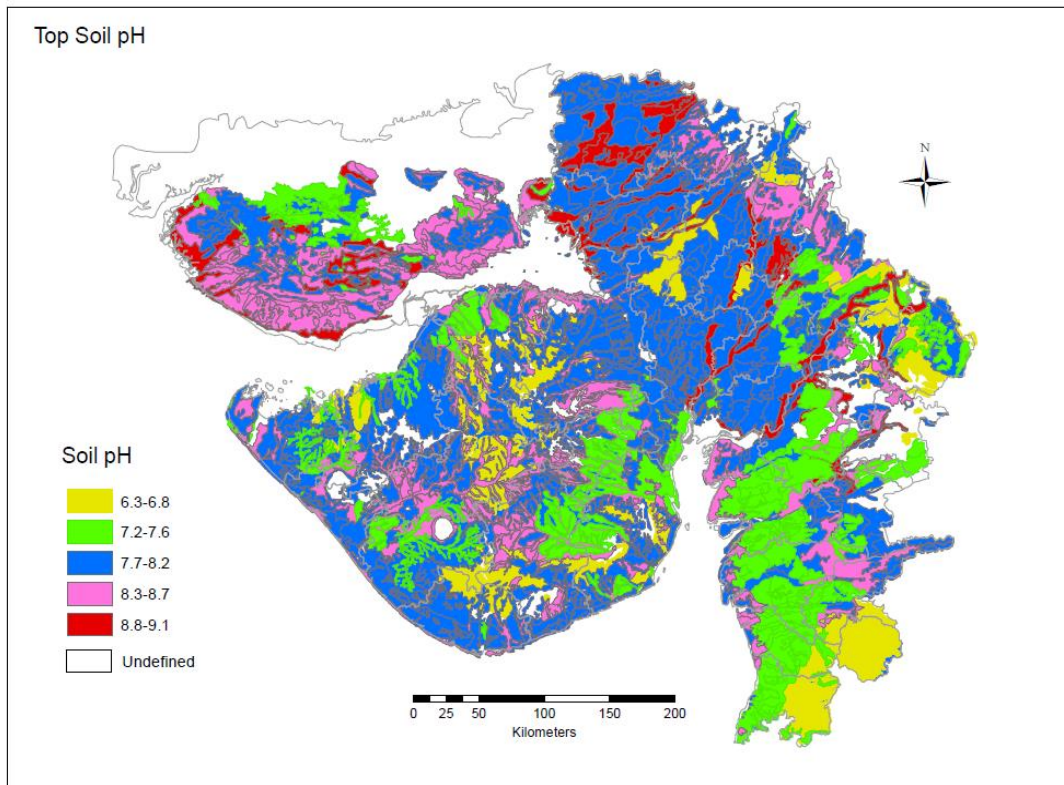 Top Soil pH
N
Soil pH
6.3-6.8
7.2-7.6
7.7-8.2
8.3-8.7
8.8-9.1
Undefined
0 25 50 100 150 200
Kilometers